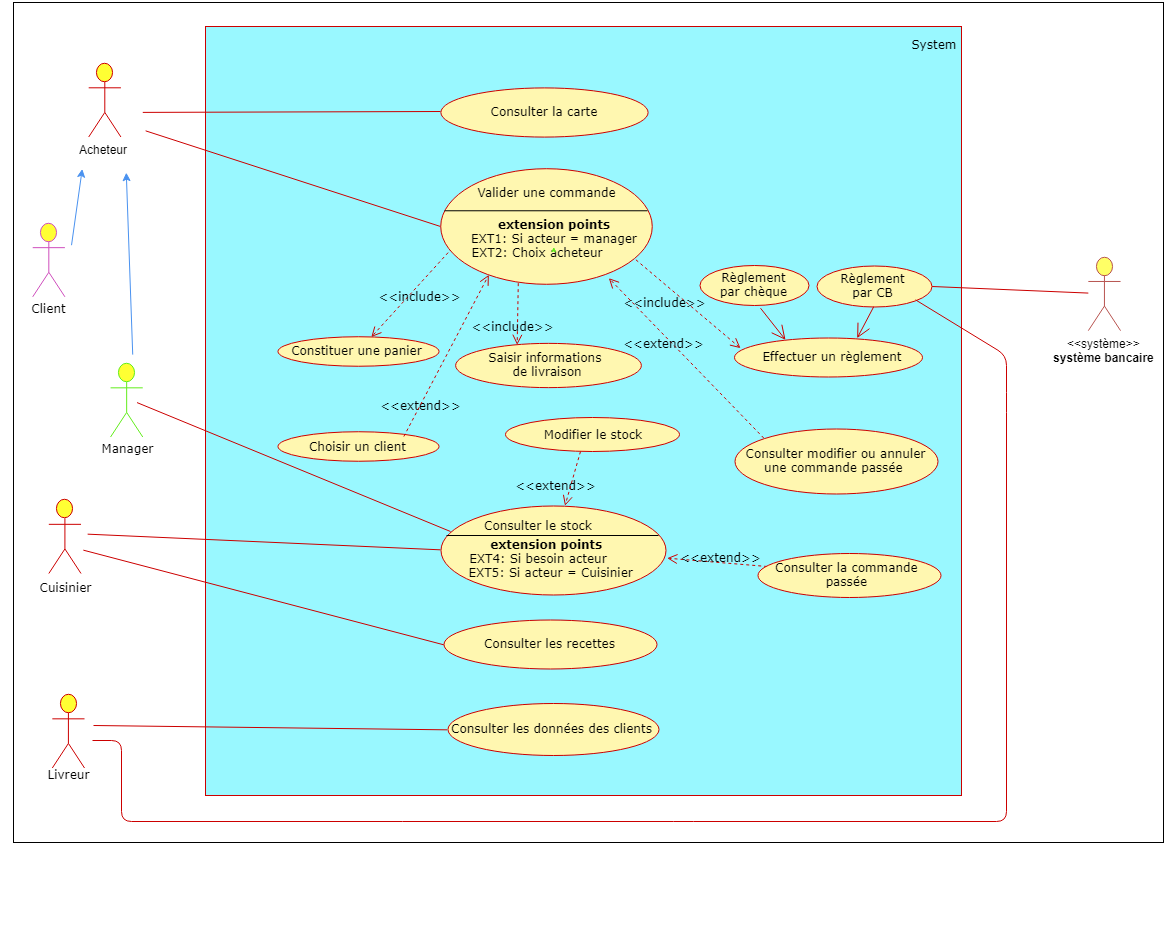 System
Acheteur
Consulter la carte
Valider une commande
extension points
EXT1: Si acteur = manager
EXT2: Choix acheteur
Client
<<include>>
<<include>>
<<include>>
Règlement
par chèque
Règlement
par CB
<<extend>>
<<système>>
système bancaire
Constituer une panier
Saisir informations
de livraison
Effectuer un règlement
<<extend>>
Manager
Choisir un client
Modifier le stock
Consulter modifier ou annuler
une commande passée
<<extend>>
Consulter le stock
extension points
EXT4: Si besoin acteur
EXT5: Si acteur = Cuisinier
<<extend>>
Consulter la commande
passée
Cuisinier
Consulter les recettes
Consulter les données des clients
Livreur